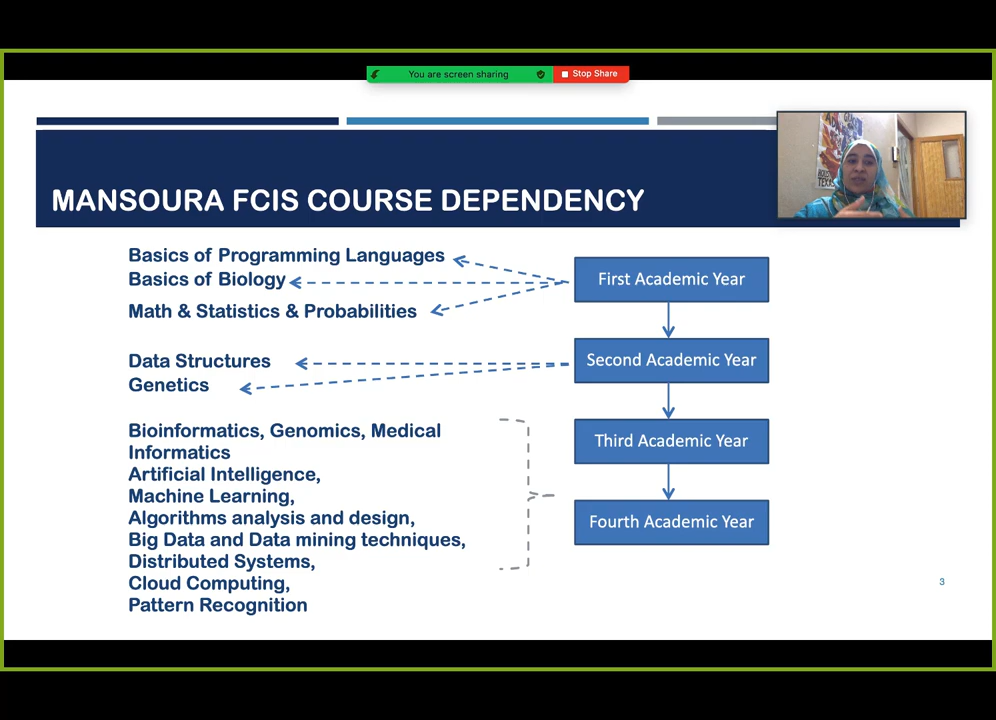 You are screen sharing
Stop Share
MANSOURA FCIS COURSE DEPENDENCY
Basics of Programming Languages
Basics of Biology
Math & Statistics & Probabilities
First Academic Year
Data Structures
Genetics
Second Academic Year
Bioinformatics, Genomics, Medical
Informatics
Artificial Intelligence,
Machine Learning,
Algorithms analysis and design,
Big Data and Data mining techniques,
Distributed Systems,
Cloud Computing,
Pattern Recognition
Third Academic Year
Fourth Academic Year
3